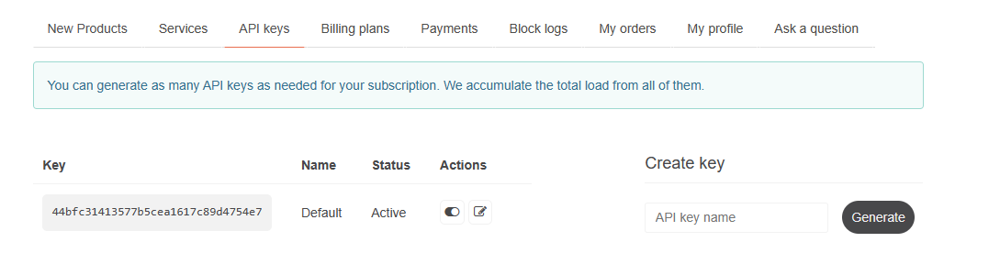 New Products Services API keys Billing plans Payments Block logs My orders My profile Ask a question
You can generate as many API keys as needed for your subscription. We accumulate the total load from all of them.
Key Name Status Actions
44bfc31413577b5cea1617c89d4754e7 Default Active
Create key
API key name Generate